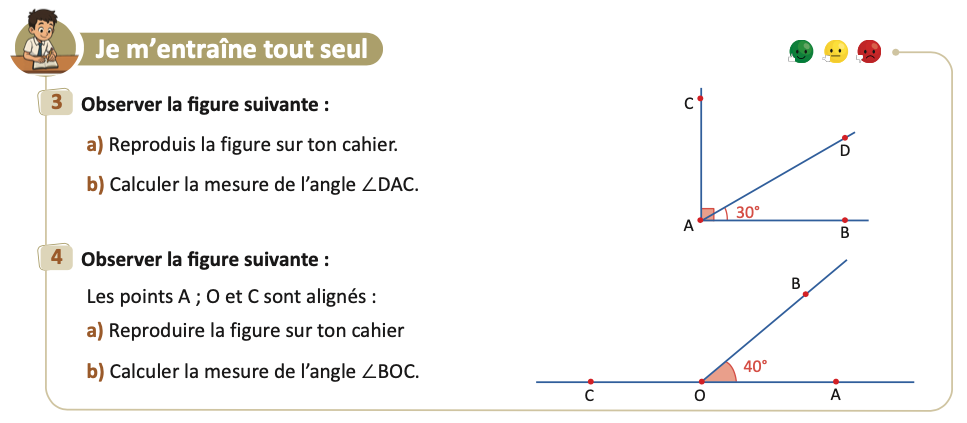 Je m’entraîne tout seul
3 Observer la figure suivante :
a) Reproduis la figure sur ton cahier.
b) Calculer la mesure de l’angle ∠DAC.
C
D
30°
A
B
4 Observer la figure suivante :
Les points A ; O et C sont alignés :
a) Reproduire la figure sur ton cahier
b) Calculer la mesure de l’angle ∠BOC.
B
40°
C
O
A